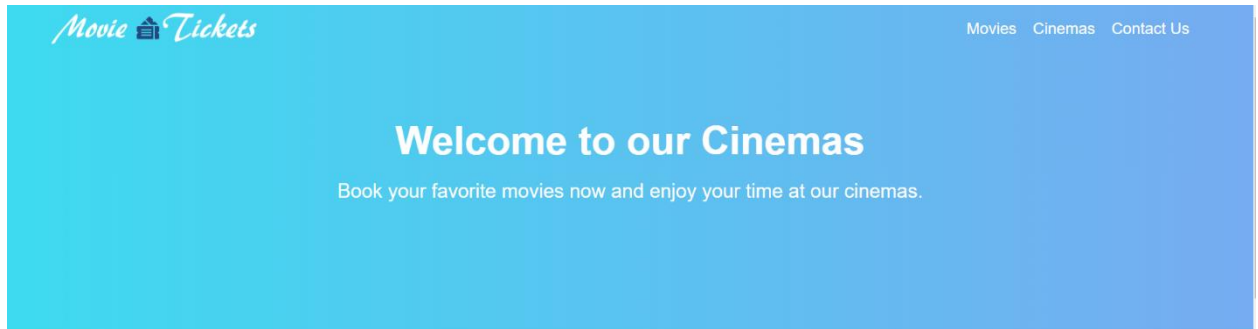 Movie Tickets
Movies Cinemas Contact Us
Welcome to our Cinemas
Book your favorite movies now and enjoy your time at our cinemas.